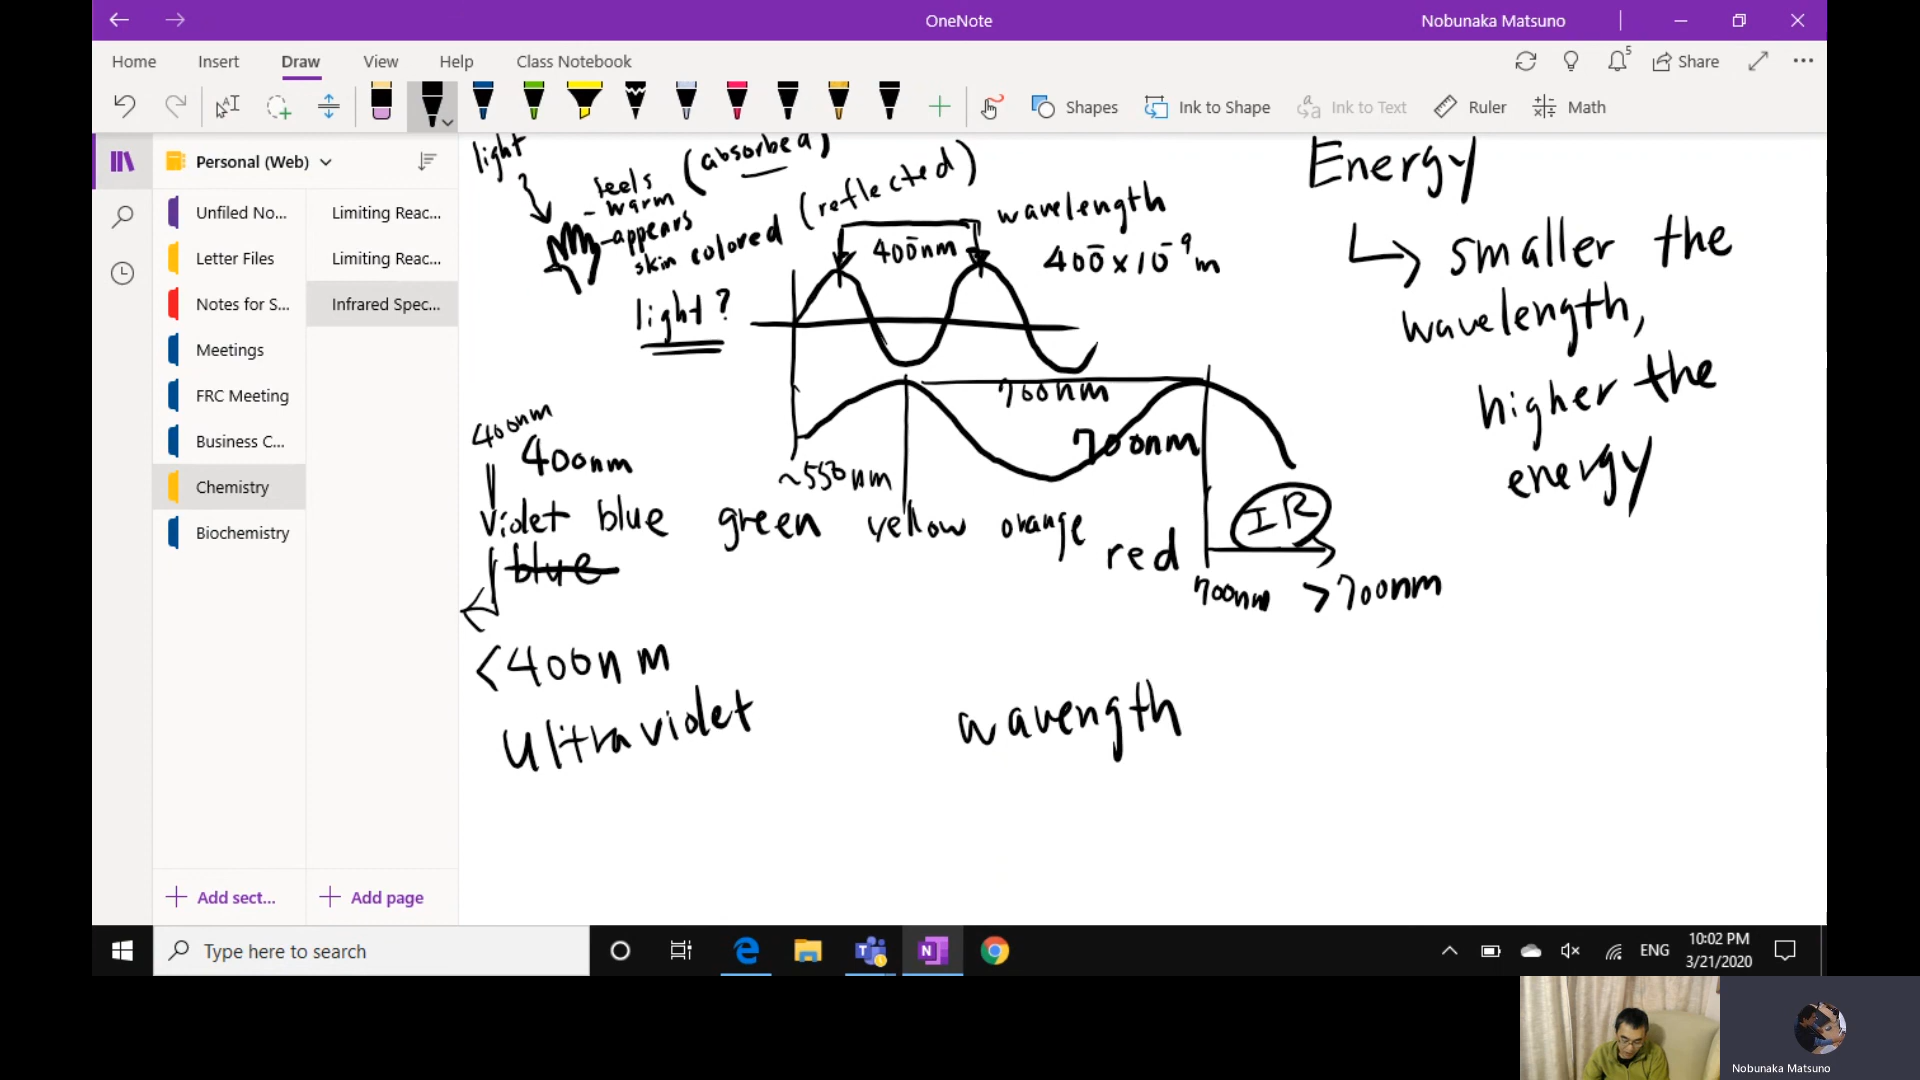 OneNote
Nobunaka Matsuno
Home Insert Draw View Help Class Notebook
5
Share
Shapes
Ink to Shape
Ink to Text
Ruler
Math
Personal (Web)
Unfiled No...
Letter Files
Notes for S...
Meetings
FRC Meeting
Business C...
Chemistry
Biochemistry
Add sect...
Limiting Reac...
Limiting Reac...
Infrared Spec...
Add page
light
- feels
warm
(absorbed)
- appears
skin colored (reflected)
light?
wavelength
400nm
400 x 10-9 m
700nm
700nm
400nm
400nm
~550nm
violet blue green yellow orange
red
blue
IR
700nm >700nm
<400nm
ultraviolet
wavength
Energy
smaller the
wavelength,
higher the
energy
Type here to search
ENG
10:02 PM
3/21/2020
Nobunaka Matsuno